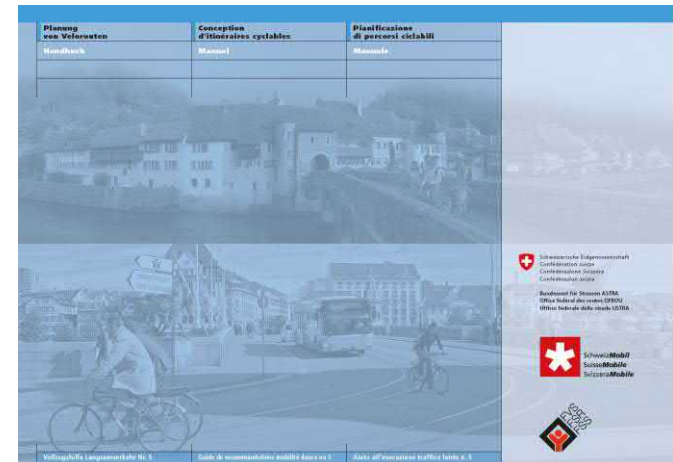 Planung
von Velorouten
Handbuch
Conception
d'itinéraires cyclables
Manuel
Pianificazione
di percorsi ciclabili
Manuale
Schweizerische Eidgenossenschaft
Confédération suisse
Confederazione Svizzera
Confederaziun svizra
Bundesamt für Strassen ASTRA
Office fédéral des routes OFROU
Ufficio federale delle strade USTRA
SchweizMobil
SuisseMobile
SvizzeraMobile
Vollzugshilfe Langsamverkehr Nr. 5
Guide de recommandations mobilité douce no 5
Aiuto all'esecuzione traffico lento n. 5